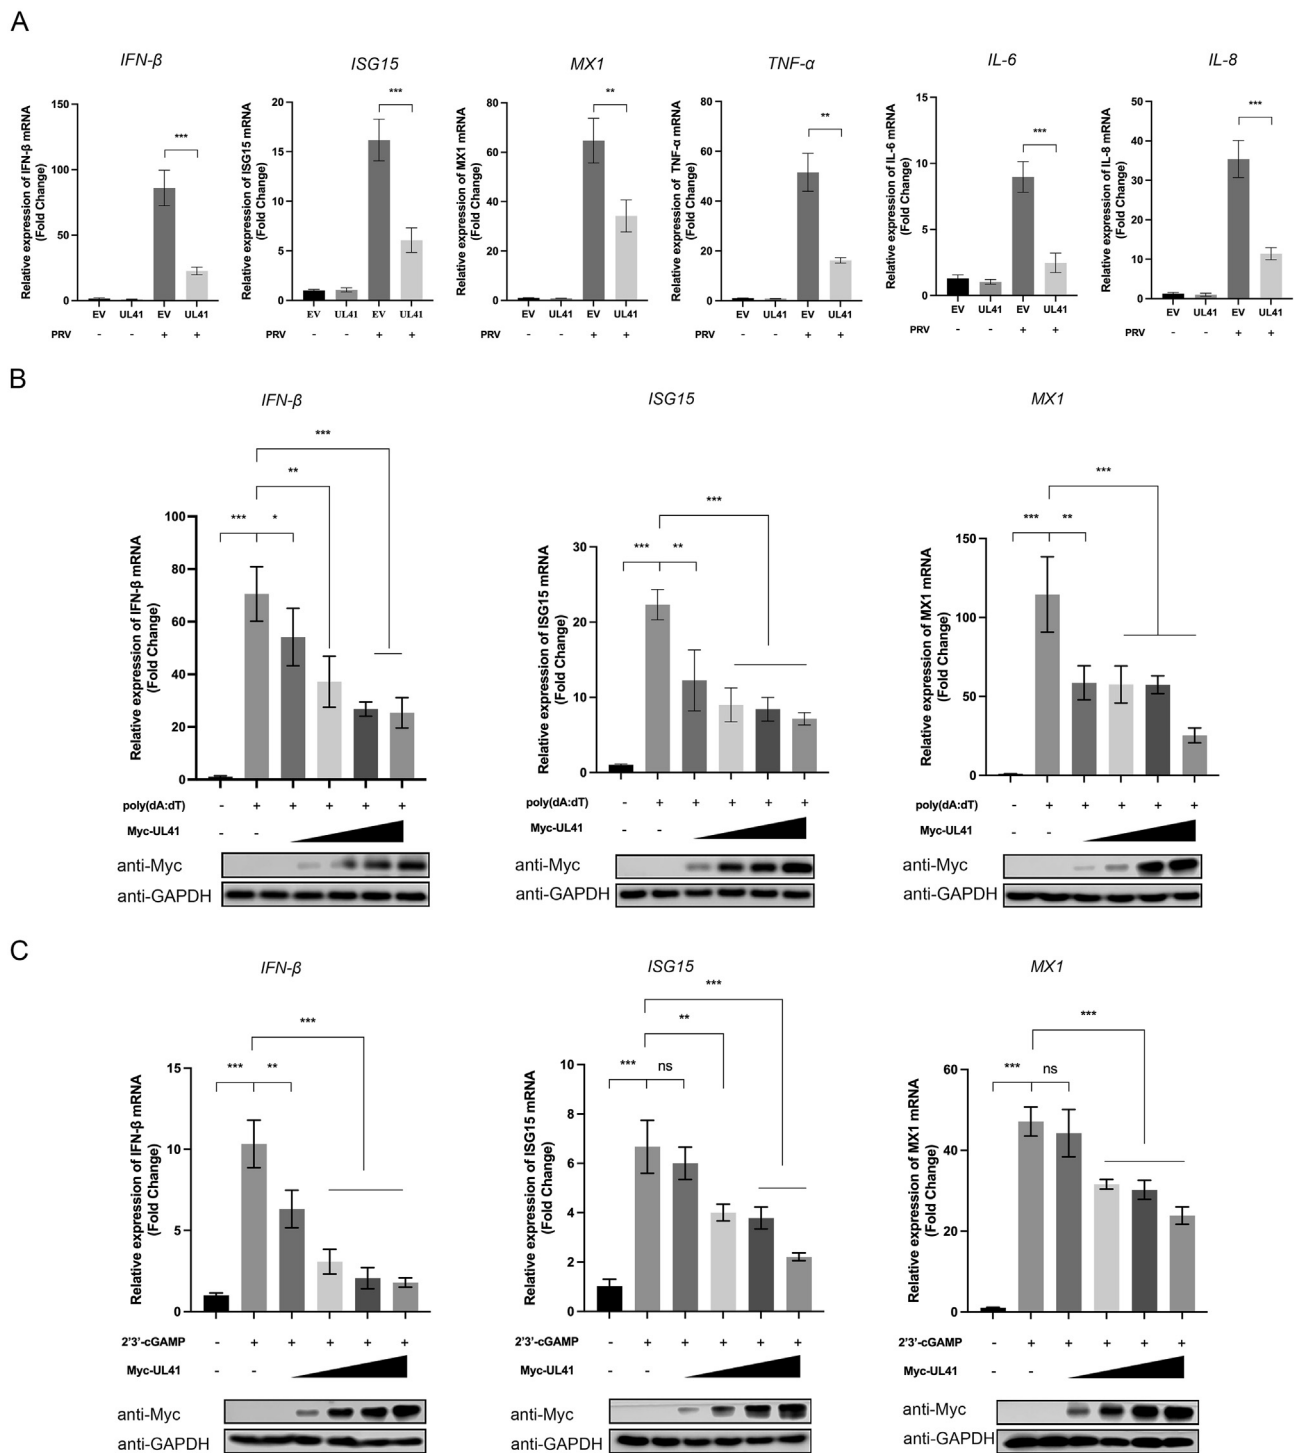 A
IFN-β
ISG15
MX1
TNF-α
IL-6
IL-8
Relative expression of IFN-β mRNA
(Fold Change)
150
100
50
0
***
EV UL41 EV UL41
PRV - - + +
Relative expression of ISG15 mRNA
(Fold Change)
20
15
10
5
0
***
EV UL41 EV UL41
PRV - - + +
Relative expression of MX1 mRNA
(Fold Change)
80
60
40
20
0
**
EV UL41 EV UL41
PRV - - + +
Relative expression of TNF-α mRNA
(Fold Change)
80
60
40
20
0
**
EV UL41 EV UL41
PRV - - + +
Relative expression of IL-6 mRNA
(Fold Change)
15
10
5
0
***
EV UL41 EV UL41
PRV - - + +
Relative expression of IL-8 mRNA
(Fold Change)
50
40
30
20
10
0
***
EV UL41 EV UL41
PRV - - + +
B
IFN-β
***
**
*** *
Relative expression of IFN-β mRNA
(Fold Change)
100
80
60
40
20
0
poly(dA:dT) - + + + + +
Myc-UL41 - -
anti-Myc
anti-GAPDH
ISG15
***
*** **
Relative expression of ISG15 mRNA
(Fold Change)
30
20
10
0
poly(dA:dT) - + + + + +
Myc-UL41 - -
anti-Myc
anti-GAPDH
MX1
***
*** **
Relative expression of MX1 mRNA
(Fold Change)
150
100
50
0
poly(dA:dT) - + + + + +
Myc-UL41 - -
anti-Myc
anti-GAPDH
C
IFN-β
***
*** **
Relative expression of IFN-β mRNA
(Fold Change)
15
10
5
0
2'3'-cGAMP - + + + + +
Myc-UL41 - -
anti-Myc
anti-GAPDH
ISG15
***
**
*** ns
Relative expression of ISG15 mRNA
(Fold Change)
10
8
6
4
2
0
2'3'-cGAMP - + + + + +
Myc-UL41 - -
anti-Myc
anti-GAPDH
MX1
***
*** ns
Relative expression of MX1 mRNA
(Fold Change)
60
40
20
0
2'3'-cGAMP - + + + + +
Myc-UL41 - -
anti-Myc
anti-GAPDH